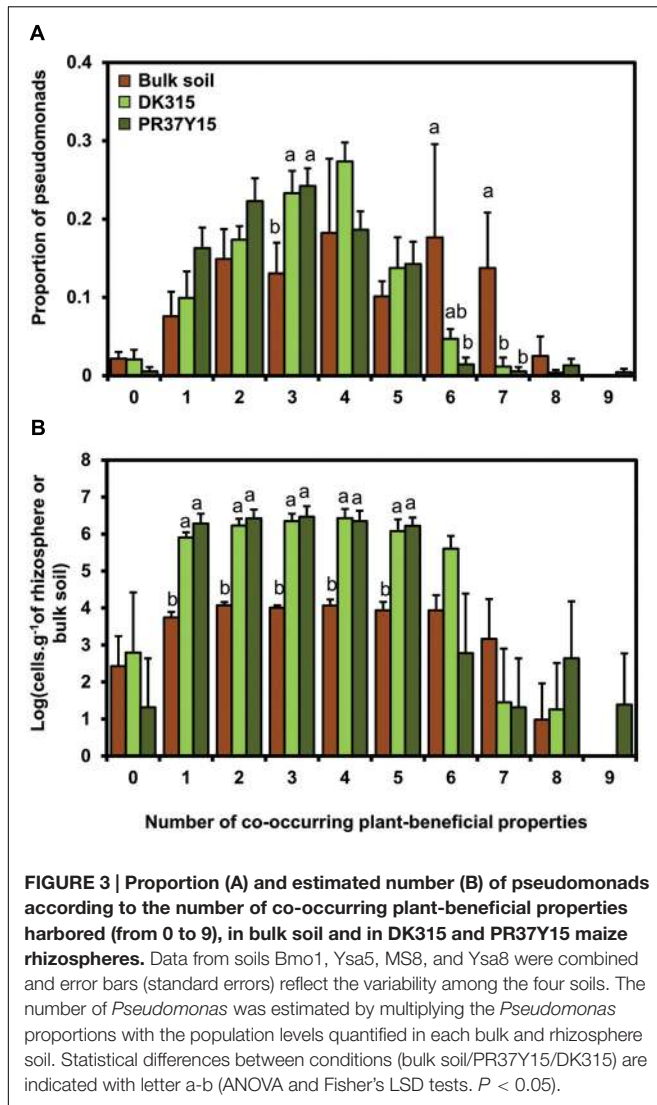 A
Proportion of pseudomonads
0.4
0.3
0.2
0.1
0
Bulk soil
DK315
PR37Y15
b a a
a
ab
b
a
b
b
0 1 2 3 4 5 6 7 8 9
B
Log(cells.g-1 of rhizosphere or
bulk soil)
8
7
6
5
4
3
2
1
0
b a a
b a a
b a a
b a a
b a a
0 1 2 3 4 5 6 7 8 9
Number of co-occurring plant-beneficial properties
FIGURE 3 | Proportion (A) and estimated number (B) of pseudomonads
according to the number of co-occurring plant-beneficial properties
harbored (from 0 to 9), in bulk soil and in DK315 and PR37Y15 maize
rhizospheres. Data from soils Bmo1, Ysa5, MS8, and Ysa8 were combined
and error bars (standard errors) reflect the variability among the four soils. The
number of Pseudomonas was estimated by multiplying the Pseudomonas
proportions with the population levels quantified in each bulk and rhizosphere
soil. Statistical differences between conditions (bulk soil/PR37Y15/DK315) are
indicated with letter a-b (ANOVA and Fisher's LSD tests. P < 0.05).